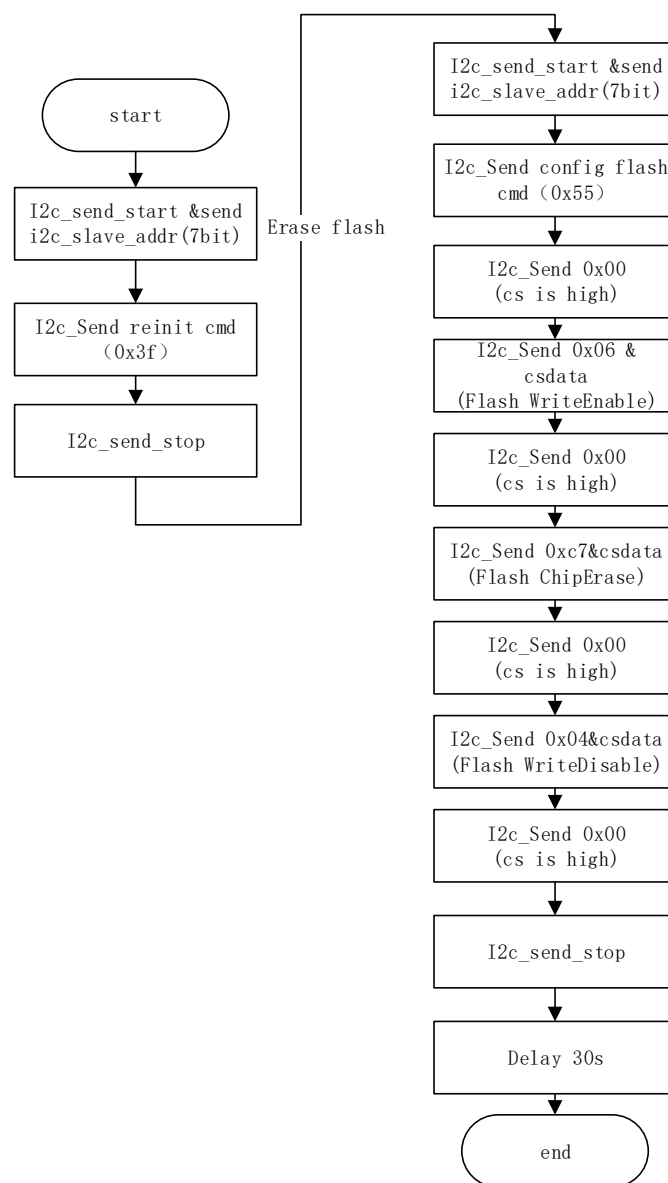 start
I2c_send_start &send
i2c_slave_addr(7bit)
I2c_Send reinit cmd
（0x3f）
I2c_send_stop
Erase flash
I2c_send_start &send
i2c_slave_addr(7bit)
I2c_Send config flash
cmd（0x55）
I2c_Send 0x00
(cs is high)
I2c_Send 0x06 &
csdata
(Flash WriteEnable)
I2c_Send 0x00
(cs is high)
I2c_Send 0xc7&csdata
(Flash ChipErase)
I2c_Send 0x00
(cs is high)
I2c_Send 0x04&csdata
(Flash WriteDisable)
I2c_Send 0x00
(cs is high)
I2c_send_stop
Delay 30s
end